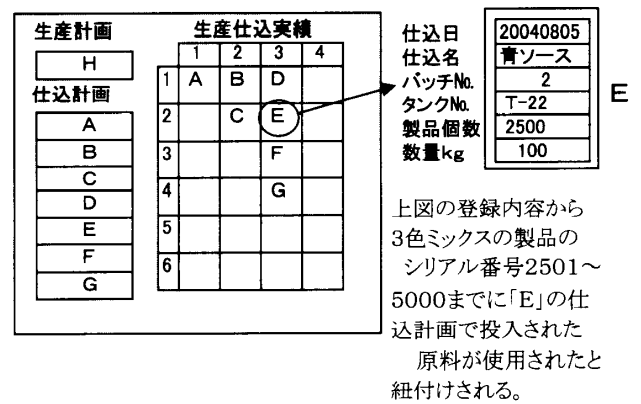 生産計画
H
仕込計画
A
B
C
D
E
F
G
生産仕込実績
1 2 3 4
1 A B D
2 C E
3 F
4 G
5
6
仕込日 20040805
仕込名 青ソース
バッチNo. 2
タンクNo. T-22
製品個数 2500
数量kg 100
E
上図の登録内容から
3色ミックスの製品の
シリアル番号2501～
5000までに「E」の仕
込計画で投入された
原料が使用されたと
紐付けされる。